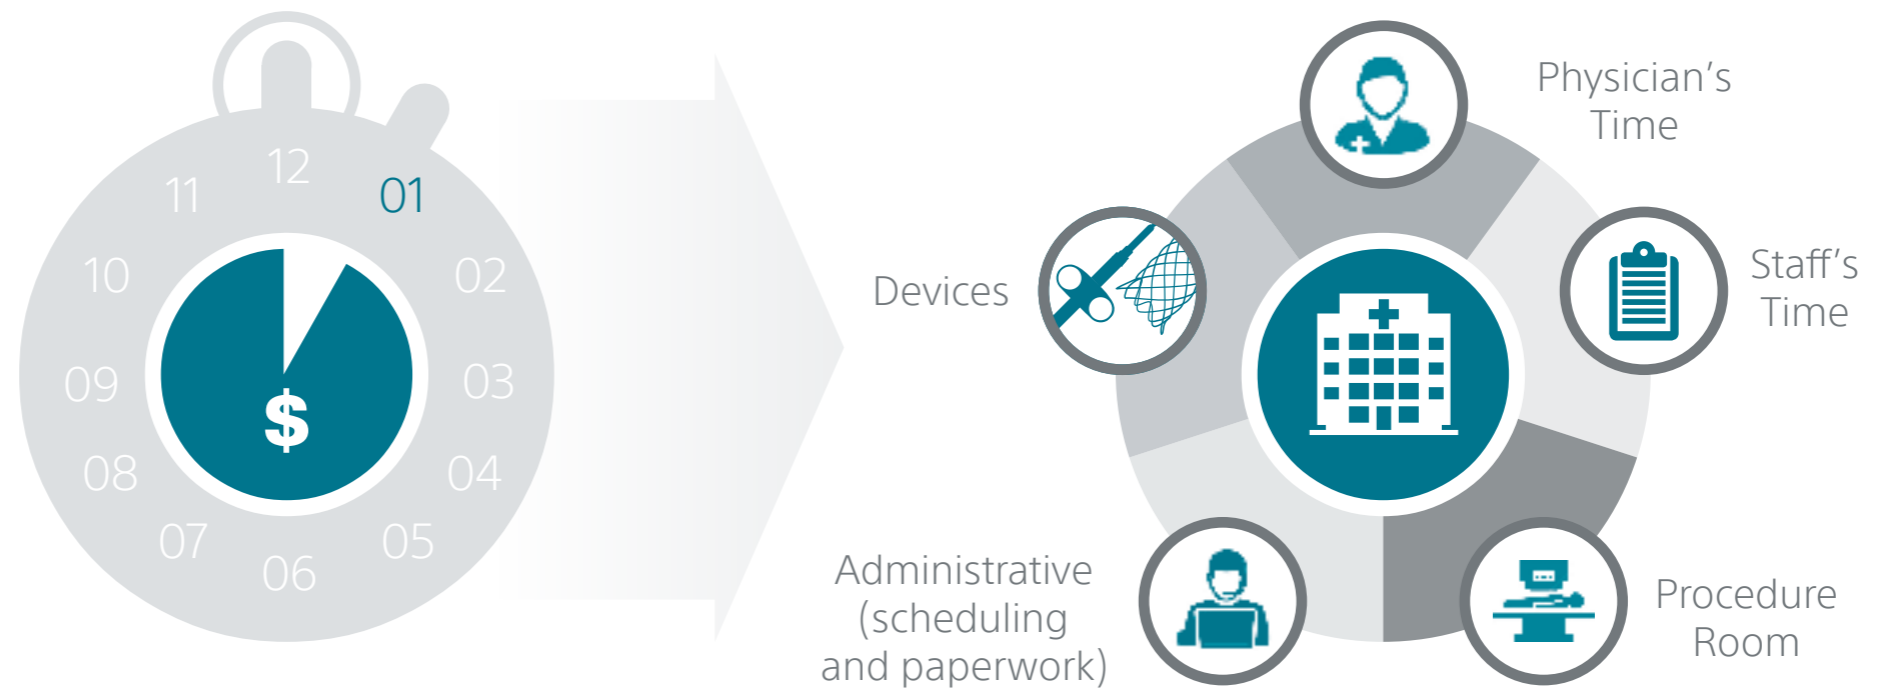 12
01
02
03
04
05
06
07
08
09
10
11
$
Physician’s
Time
Staff’s
Time
Procedure
Room
Administrative
(scheduling
and paperwork)
Devices